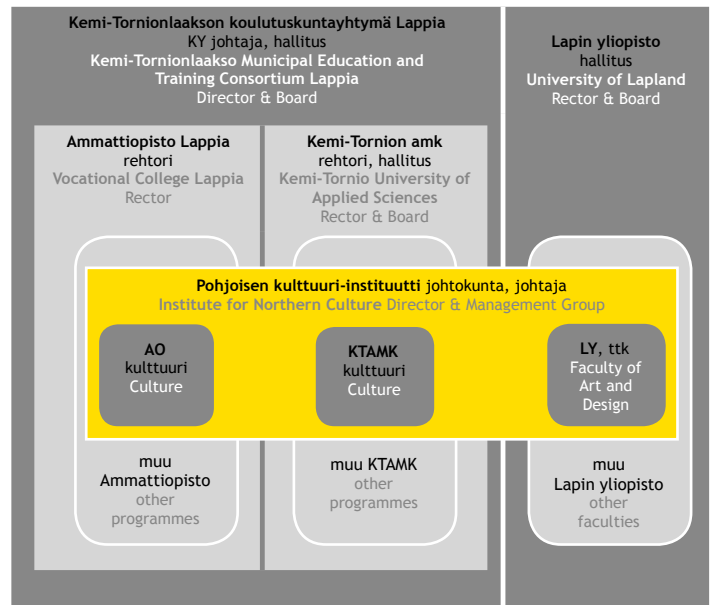 Kemi-Tornionlaakson koulutuskuntayhtymä Lappia
KY johtaja, hallitus
Kemi-Tornionlaakso Municipal Education and
Training Consortium Lappia
Director & Board
Lapin yliopisto
hallitus
University of Lapland
Rector & Board
Ammattiopisto Lappia
rehtori
Vocational College Lappia
Rector
Kemi-Tornion amk
rehtori, hallitus
Kemi-Tornio University of
Applied Sciences
Rector & Board
Pohjoisen kulttuuri-instituutti johtokunta, johtaja
Institute for Northern Culture Director & Management Group
AO
kulttuuri
Culture
KTAMK
kulttuuri
Culture
LY, ttk
Faculty of
Art and
Design
muu
Ammattiopisto
other
programmes
muu KTAMK
other
programmes
muu
Lapin yliopisto
other
faculties